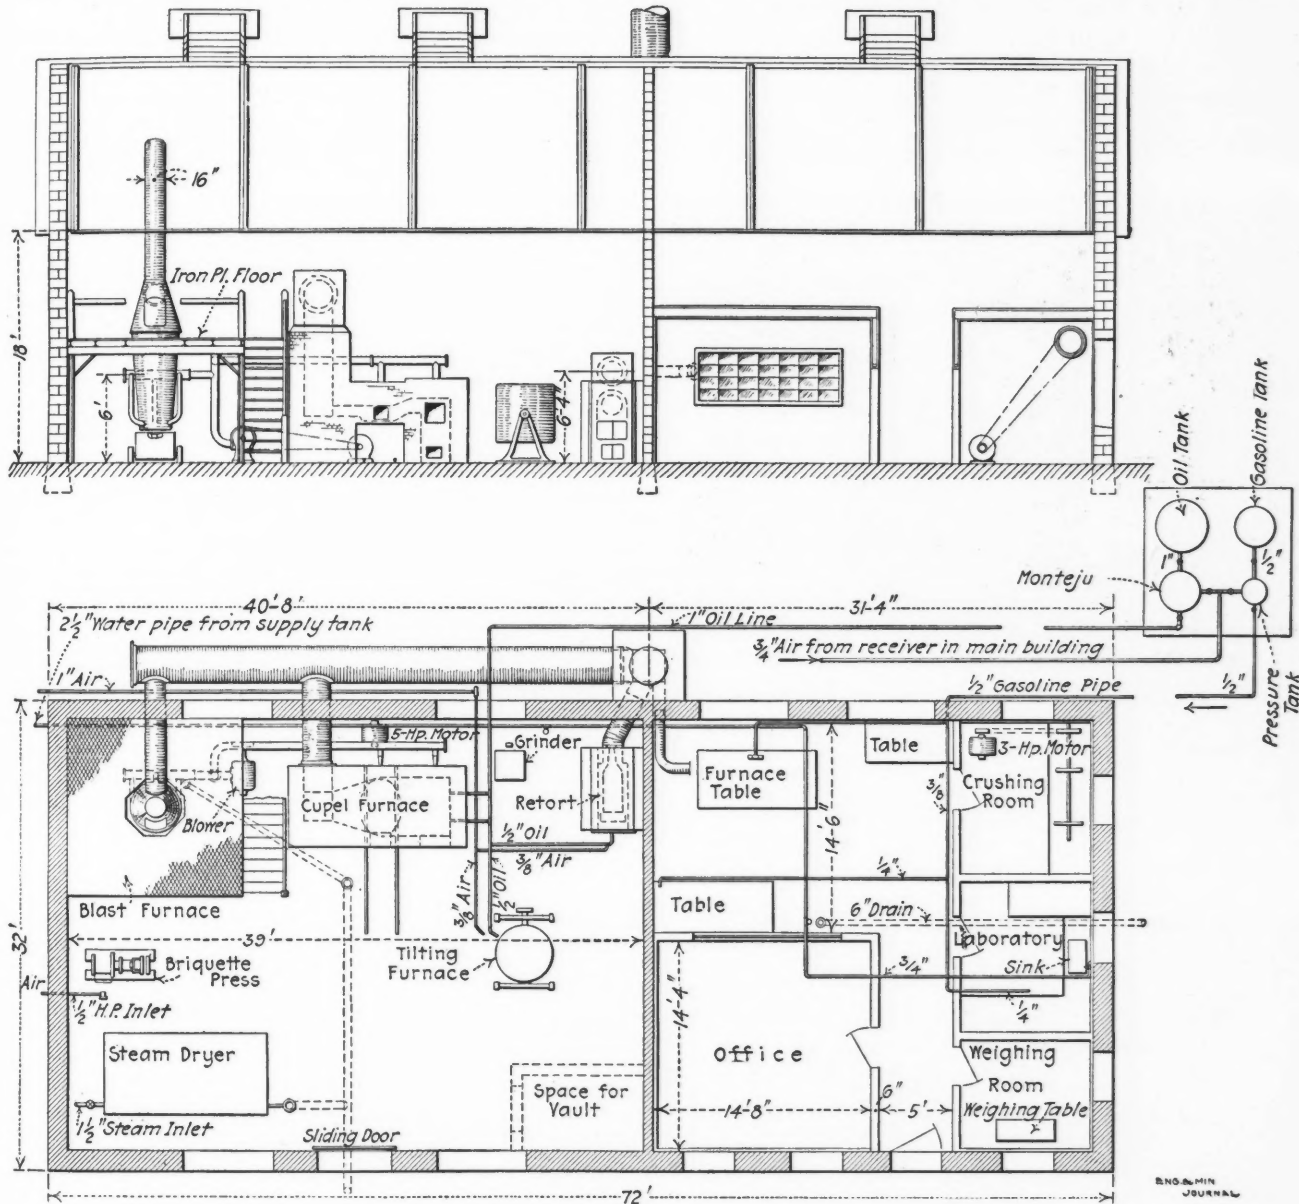 16"
Iron Pl. Floor
18'
6'
6'-4"
Oil Tank
Gasoline Tank
1"
1/2"
Monteju
Pressure
Tank
40'-8"
31'-4"
2 1/2" Water pipe from supply tank
1" Oil Line
3/4" Air from receiver in main building
1" Air
1/2" Gasoline Pipe
1/2"
5-Hp. Motor
Grinder
Table
3-Hp. Motor
Furnace
Table
Crushing
Room
Cupel Furnace
Retort
3/8"
Blower
14'-6"
1/2" Oil
3/8" Air
1/4"
3/8" Air
1/2" Oil
Blast Furnace
Table
6" Drain
39'
32'
Tilting
Furnace
Laboratory
Sink
Briquette
Press
3/4"
Air
1/2" H.P. Inlet
1/4"
14'-4"
Steam Dryer
Office
Weighing
Room
Space for
Vault
6"
14'-8"
5'
Weighing Table
1 1/2" Steam Inlet
Sliding Door
72'
ENG. & MIN.
JOURNAL